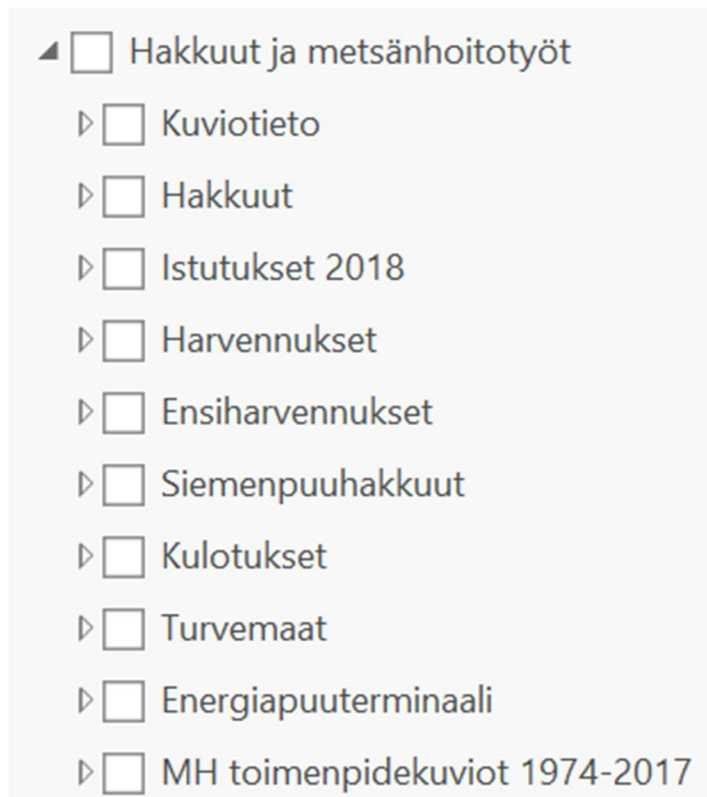 Hakkuut ja metsänhoitotyöt
Kuviotieto
Hakkuut
Istutukset 2018
Harvennukset
Ensiharvennukset
Siemenpuuhakkuut
Kulotukset
Turvemaat
Energiapuuterminaali
MH toimenpidekuviot 1974-2017